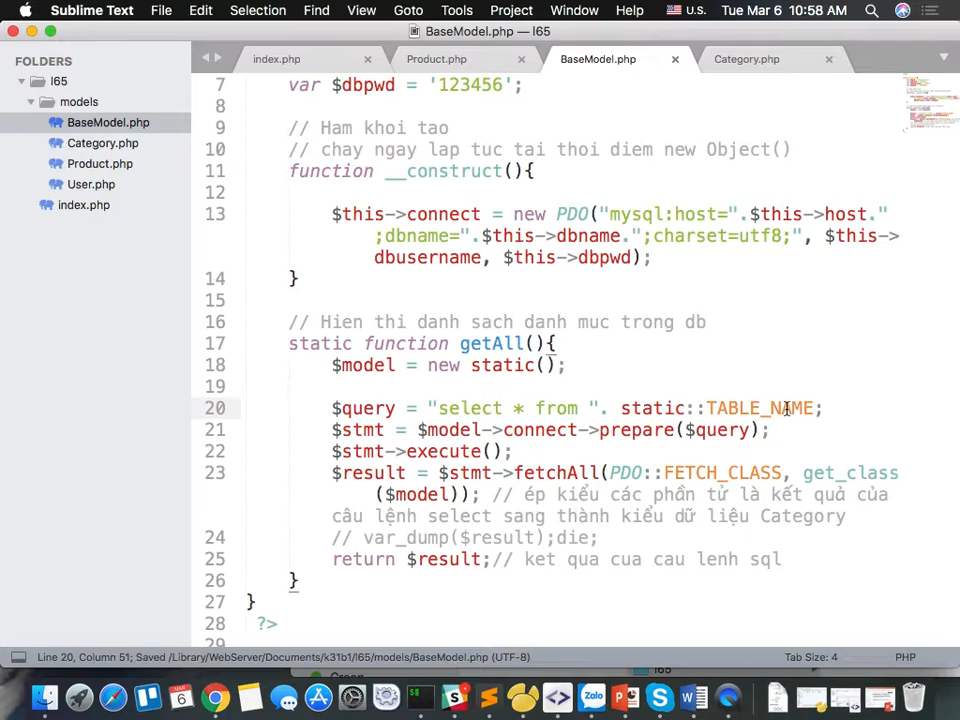 Sublime Text File Edit Selection Find View Goto Tools Project Window Help U.S. Tue Mar 6 10:58 AM
BaseModel.php — l65
FOLDERS
l65
models
BaseModel.php
Category.php
Product.php
User.php
index.php
index.php Product.php BaseModel.php Category.php
7 var $dbpwd = '123456';
8
9 // Ham khoi tao
10 // chay ngay lap tuc tai thoi diem new Object()
11 function __construct(){
12
13 $this->connect = new PDO("mysql:host=".$this->host."
;dbname=".$this->dbname.";charset=utf8;", $this->
dbusername, $this->dbpwd);
14 }
15
16 // Hien thi danh sach danh muc trong db
17 static function getAll(){
18 $model = new static();
19
20 $query = "select * from ". static::TABLE_NAME;
21 $stmt = $model->connect->prepare($query);
22 $stmt->execute();
23 $result = $stmt->fetchAll(PDO::FETCH_CLASS, get_class
($model)); // ép kiểu các phần tử là kết quả của
câu lệnh select sang thành kiểu dữ liệu Category
24 // var_dump($result);die;
25 return $result;// ket qua cua cau lenh sql
26 }
27 }
28 ?>
29
Line 20, Column 51; Saved /Library/WebServer/Documents/k31b1/l65/models/BaseModel.php (UTF-8) Tab Size: 4 PHP
Zalo